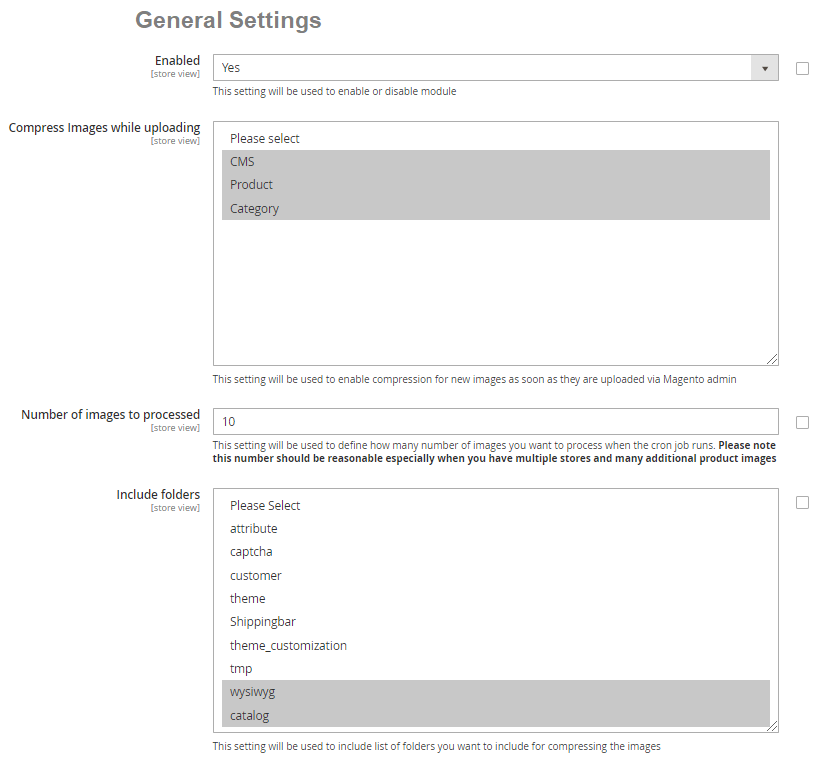 General Settings
Enabled
[store view]
Yes
This setting will be used to enable or disable module
Compress Images while uploading
[store view]
Please select
CMS
Product
Category
This setting will be used to enable compression for new images as soon as they are uploaded via Magento admin
Number of images to processed
[store view]
10
This setting will be used to define how many number of images you want to process when the cron job runs. Please note
this number should be reasonable especially when you have multiple stores and many additional product images
Include folders
[store view]
Please Select
attribute
captcha
customer
theme
Shippingbar
theme_customization
tmp
wysiwyg
catalog
This setting will be used to include list of folders you want to include for compressing the images